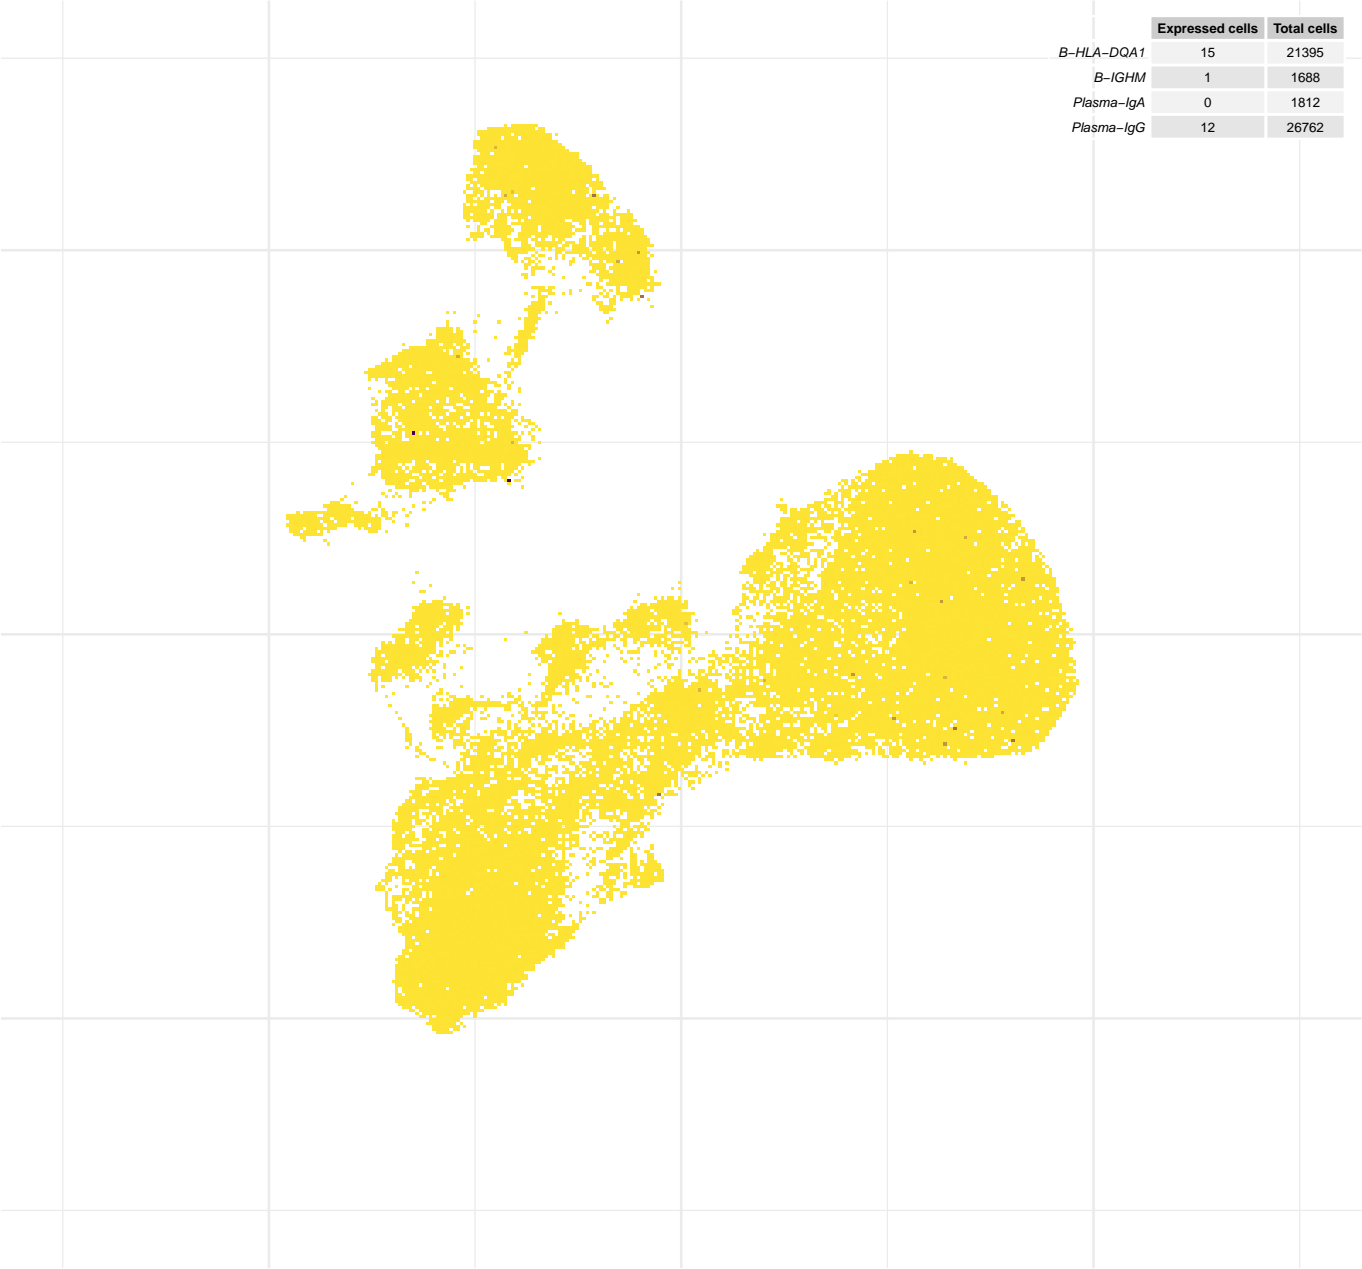 Expressed cells Total cells
B−HLA−DQA1 15 21395
B−IGHM 1 1688
Plasma−IgA 0 1812
Plasma−IgG 12 26762